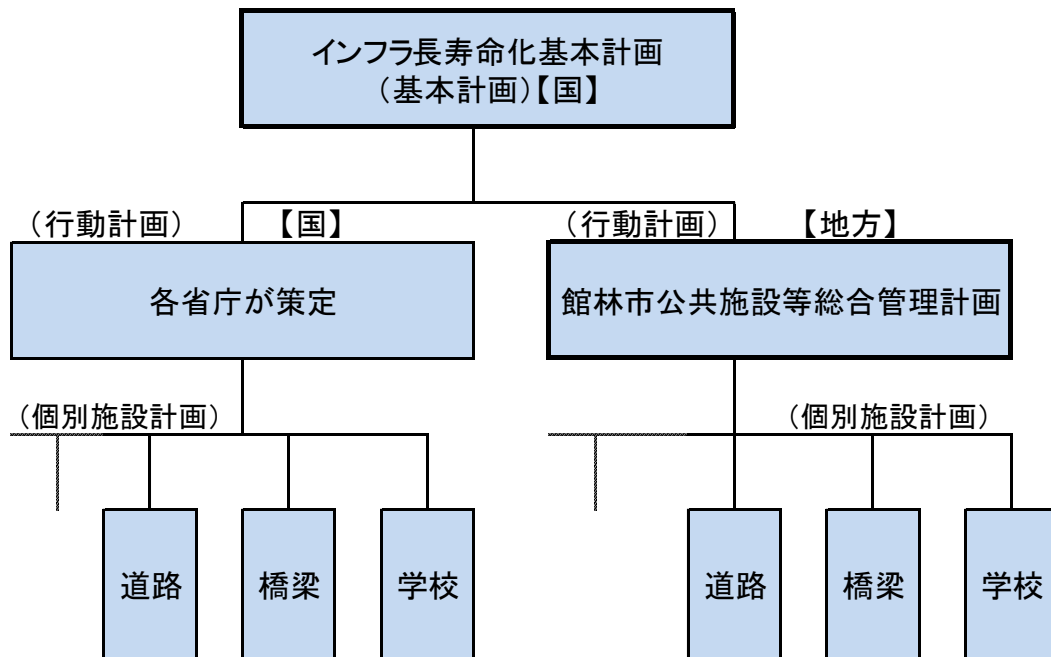 インフラ長寿命化基本計画
（基本計画）【国】
（行動計画）　【国】
（行動計画）　【地方】
各省庁が策定
館林市公共施設等総合管理計画
（個別施設計画）
（個別施設計画）
道路
橋梁
学校
道路
橋梁
学校